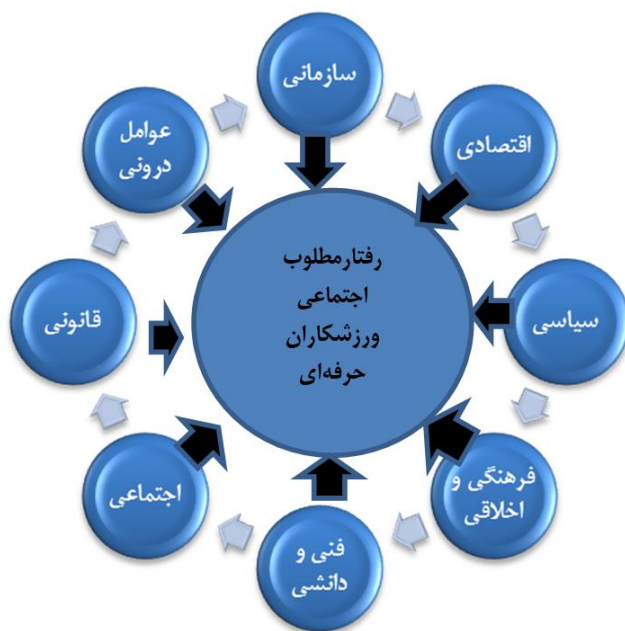 سازمانی
اقتصادی
سیاسی
فرهنگی و
اخلاقی
فنی و
دانشی
اجتماعی
قانونی
عوامل
درونی
رفتارمطلوب
اجتماعی
ورزشکاران
حرفه‌ای